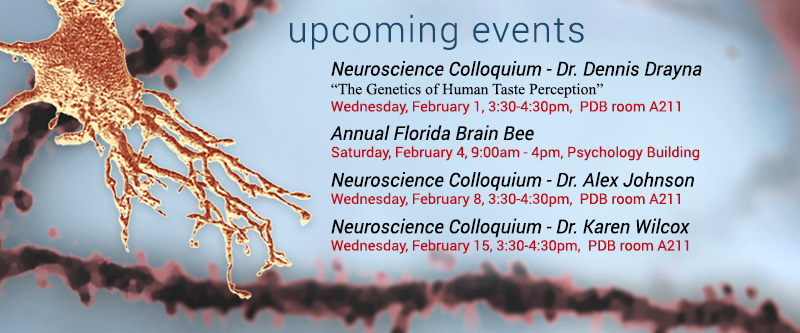 upcoming events
Neuroscience Colloquium - Dr. Dennis Drayna
“The Genetics of Human Taste Perception”
Wednesday, February 1, 3:30-4:30pm, PDB room A211
Annual Florida Brain Bee
Saturday, February 4, 9:00am - 4pm, Psychology Building
Neuroscience Colloquium - Dr. Alex Johnson
Wednesday, February 8, 3:30-4:30pm, PDB room A211
Neuroscience Colloquium - Dr. Karen Wilcox
Wednesday, February 15, 3:30-4:30pm, PDB room A211